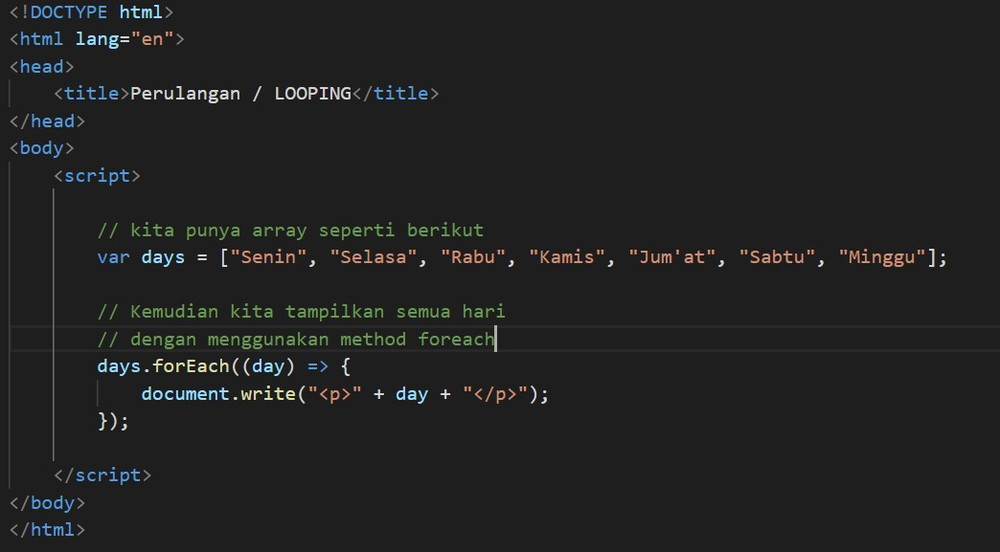 <!DOCTYPE html>
<html lang="en">
<head>
    <title>Perulangan / LOOPING</title>
</head>
<body>
    <script>

        // kita punya array seperti berikut
        var days = ["Senin", "Selasa", "Rabu", "Kamis", "Jum'at", "Sabtu", "Minggu"];

        // Kemudian kita tampilkan semua hari
        // dengan menggunakan method foreach
        days.forEach((day) => {
            document.write("<p>" + day + "</p>");
        });

    </script>
</body>
</html>